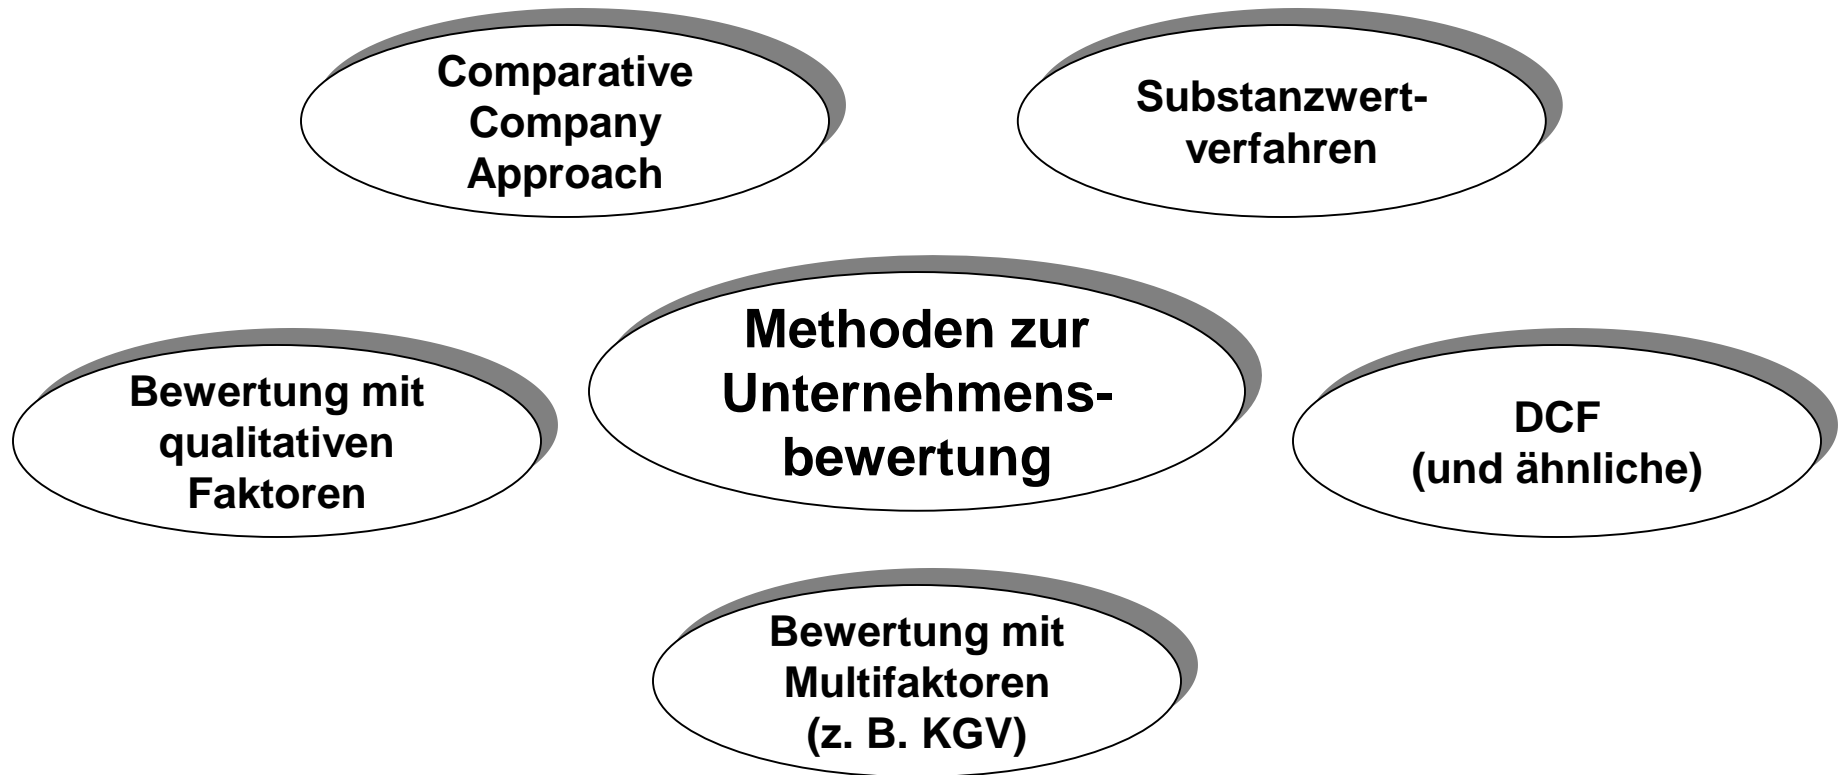 Comparative
Company
Approach
Substanzwert-
verfahren
Methoden zur
Unternehmens-
bewertung
Bewertung mit
qualitativen
Faktoren
DCF
(und ähnliche)
Bewertung mit
Multifaktoren
(z. B. KGV)